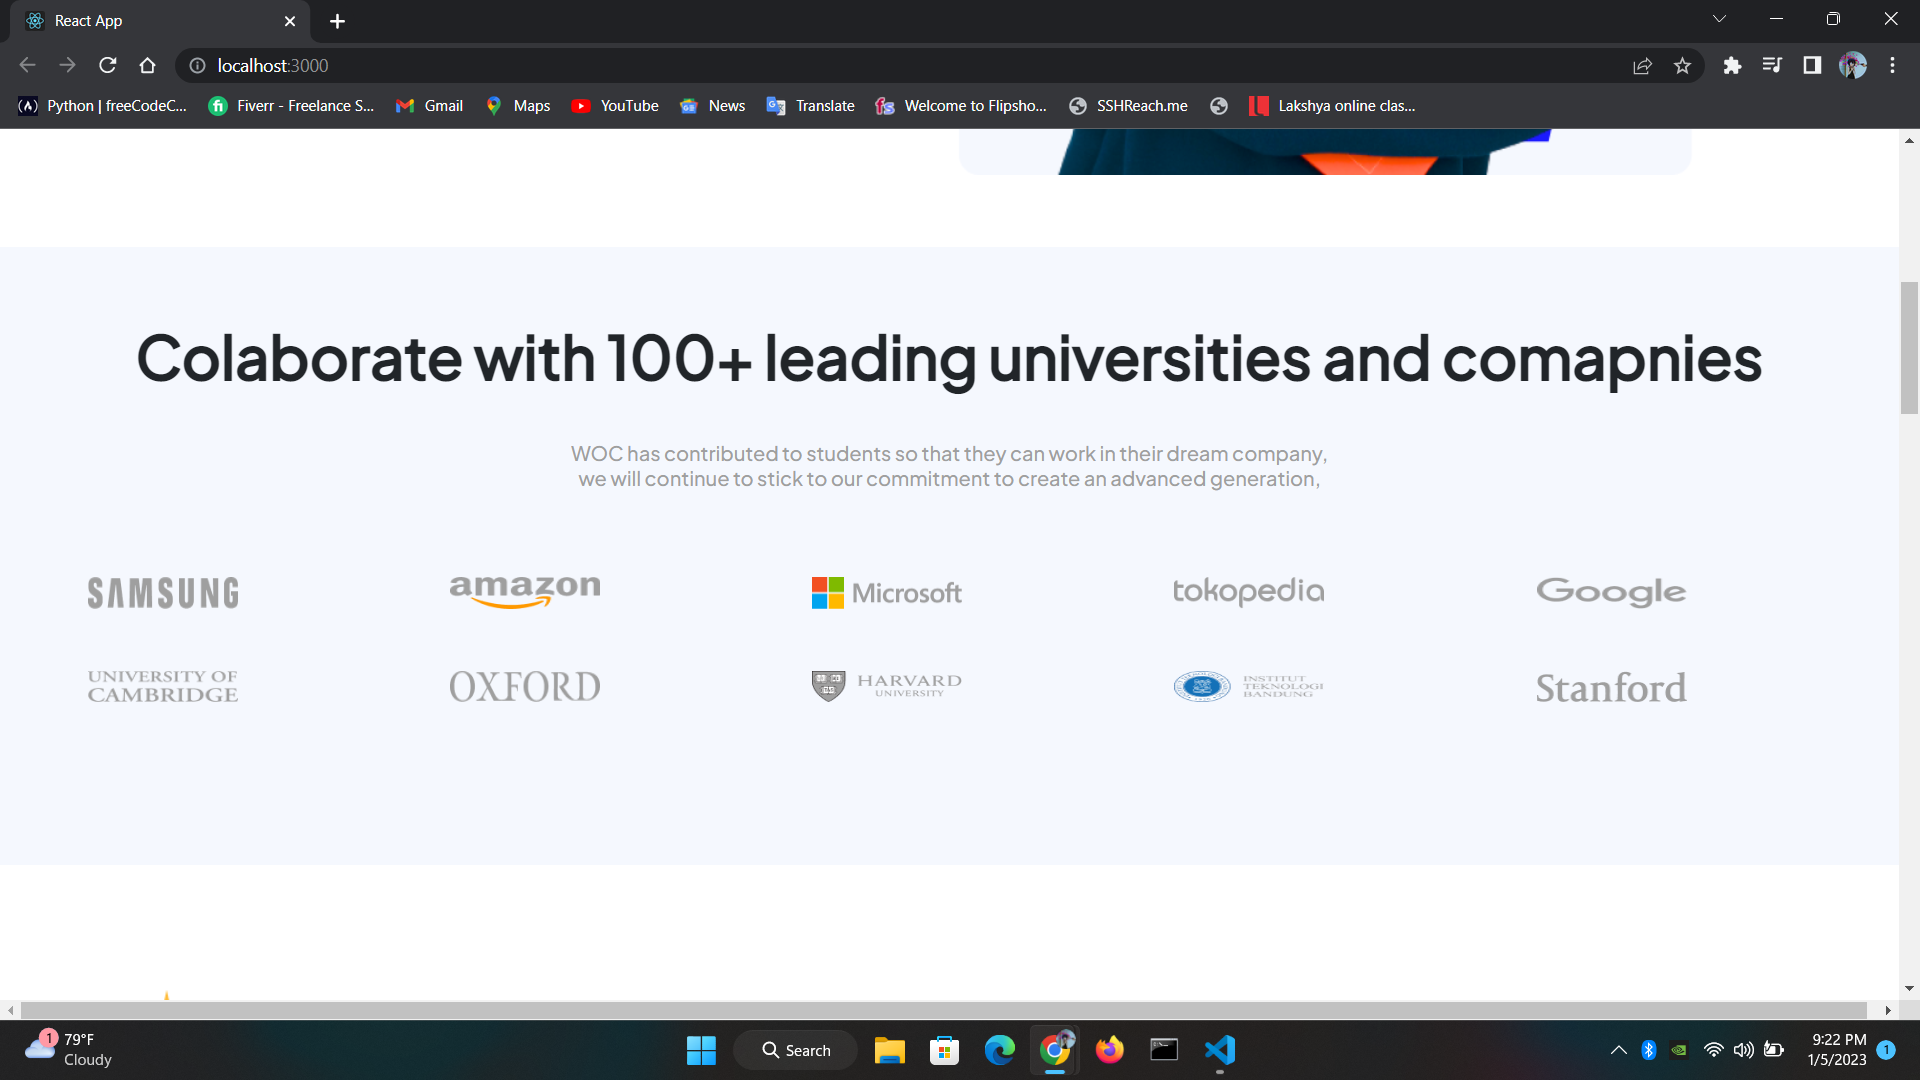 React App
localhost:3000
Python | freeCodeC...
Fiverr - Freelance S...
Gmail
Maps
YouTube
News
Translate
Welcome to Flipsho...
SSHReach.me
Lakshya online clas...
Colaborate with 100+ leading universities and comapnies
WOC has contributed to students so that they can work in their dream company,
we will continue to stick to our commitment to create an advanced generation,
SAMSUNG
amazon
Microsoft
tokopedia
Google
UNIVERSITY OF
CAMBRIDGE
OXFORD
HARVARD
UNIVERSITY
INSTITUT
TEKNOLOGI
BANDUNG
Stanford
1
79°F
Cloudy
Search
9:22 PM
1/5/2023
1